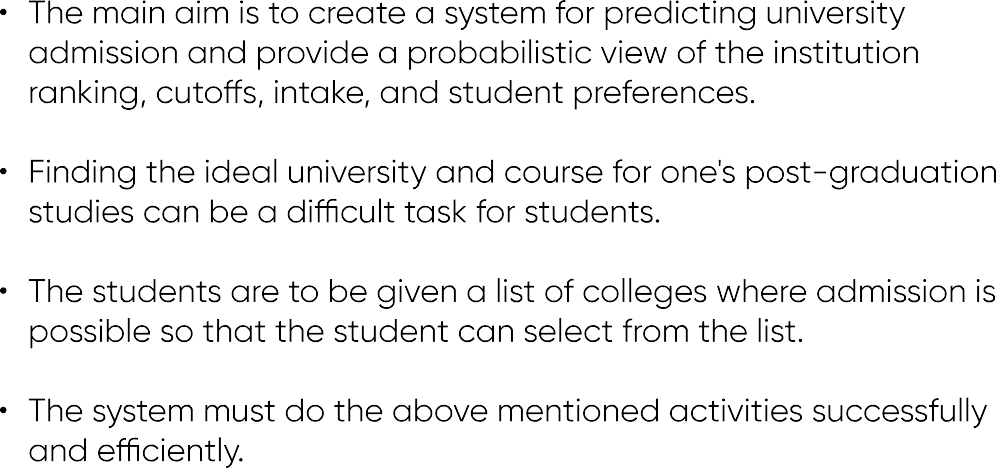 • The main aim is to create a system for predicting university
admission and provide a probabilistic view of the institution
ranking, cutoffs, intake, and student preferences.
• Finding the ideal university and course for one's post-graduation
studies can be a difficult task for students.
• The students are to be given a list of colleges where admission is
possible so that the student can select from the list.
• The system must do the above mentioned activities successfully
and efficiently.